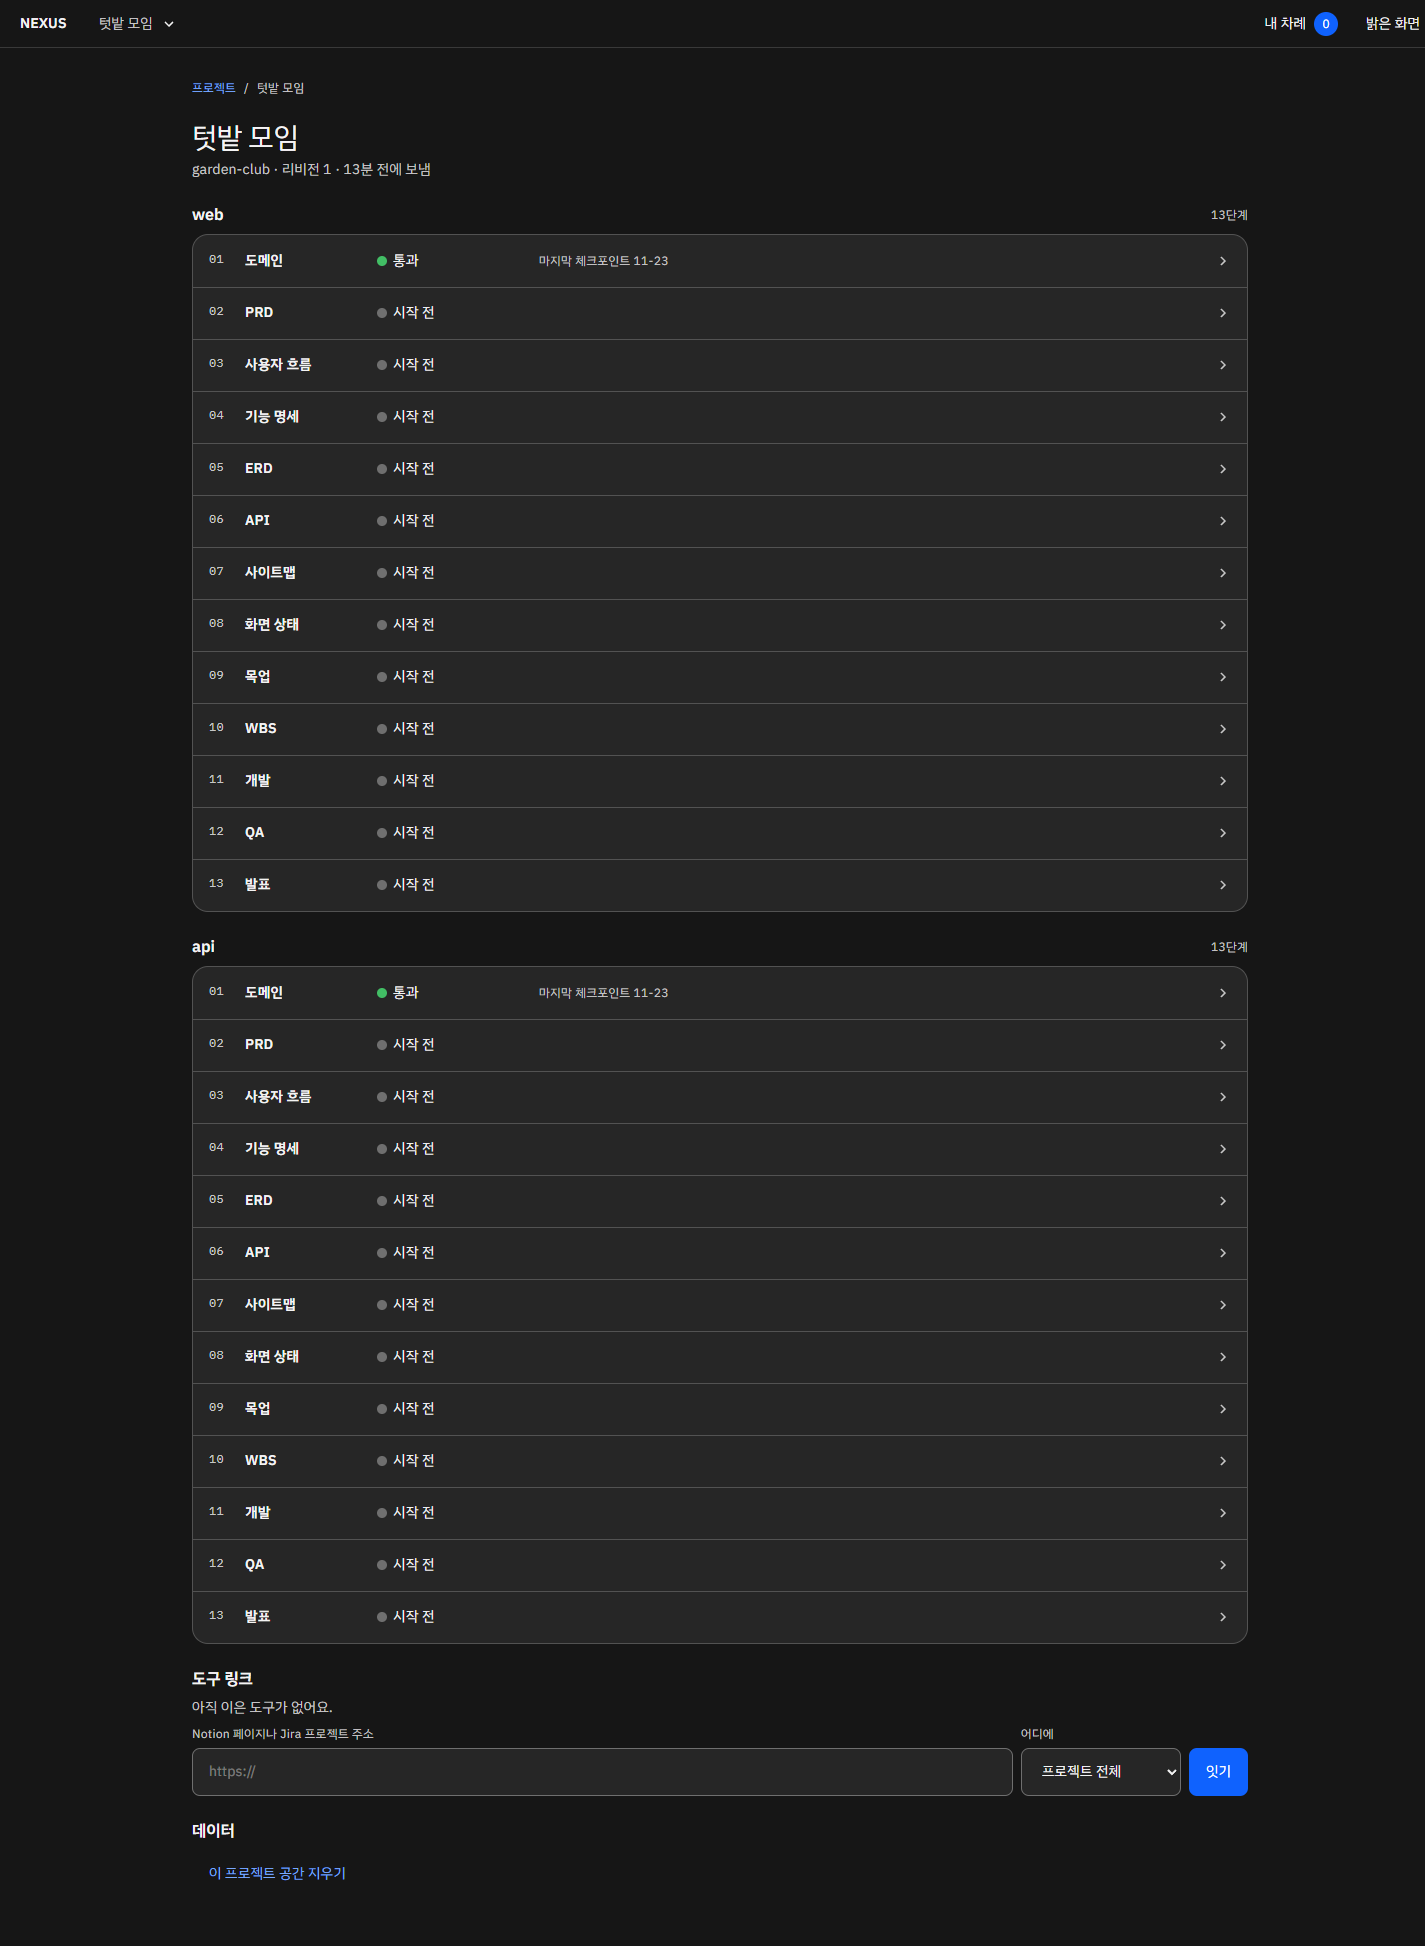 NEXUS 텃밭 모임 내 차례 0 밝은 화면
프로젝트 / 텃밭 모임
텃밭 모임
garden-club · 리비전 1 · 13분 전에 보냄
web 13단계
01 도메인 통과 마지막 체크포인트 11-23
02 PRD 시작 전
03 사용자 흐름 시작 전
04 기능 명세 시작 전
05 ERD 시작 전
06 API 시작 전
07 사이트맵 시작 전
08 화면 상태 시작 전
09 목업 시작 전
10 WBS 시작 전
11 개발 시작 전
12 QA 시작 전
13 발표 시작 전
api 13단계
01 도메인 통과 마지막 체크포인트 11-23
02 PRD 시작 전
03 사용자 흐름 시작 전
04 기능 명세 시작 전
05 ERD 시작 전
06 API 시작 전
07 사이트맵 시작 전
08 화면 상태 시작 전
09 목업 시작 전
10 WBS 시작 전
11 개발 시작 전
12 QA 시작 전
13 발표 시작 전
도구 링크
아직 이은 도구가 없어요.
Notion 페이지나 Jira 프로젝트 주소 어디에
https:// 프로젝트 전체 잇기
데이터
이 프로젝트 공간 지우기